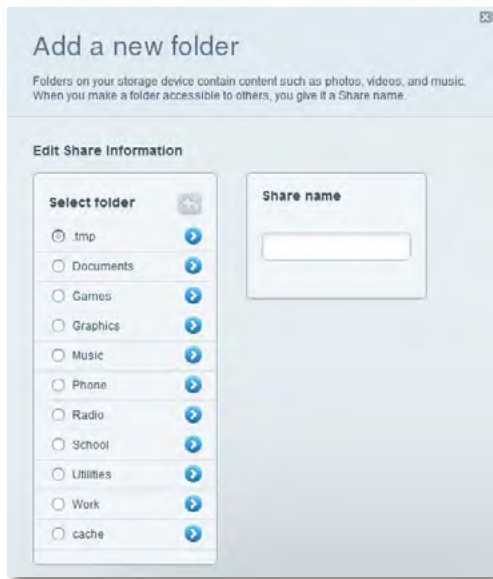 Add a new folder
Folders on your storage device contain content such as photos, videos, and music.
When you make a folder accessible to others, you give it a Share name.
Edit Share Information
Select folder
.tmp
Documents
Games
Graphics
Music
Phone
Radio
School
Utilities
Work
cache
Share name